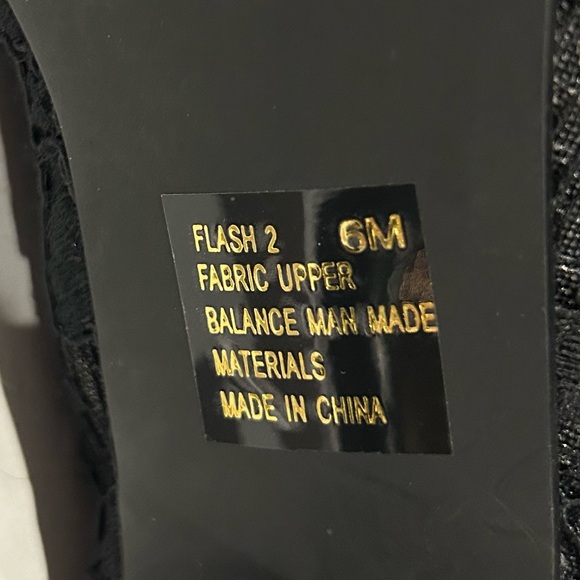 FLASH 2 6M
FABRIC UPPER
BALANCE MAN MADE
MATERIALS
MADE IN CHINA